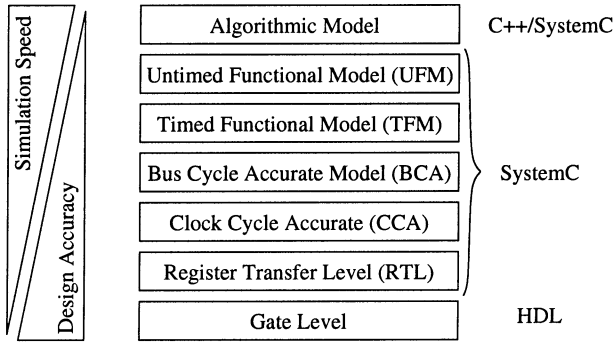 Simulation Speed
Design Accuracy
Algorithmic Model
C++/SystemC
Untimed Functional Model (UFM)
Timed Functional Model (TFM)
Bus Cycle Accurate Model (BCA)
SystemC
Clock Cycle Accurate (CCA)
Register Transfer Level (RTL)
Gate Level
HDL